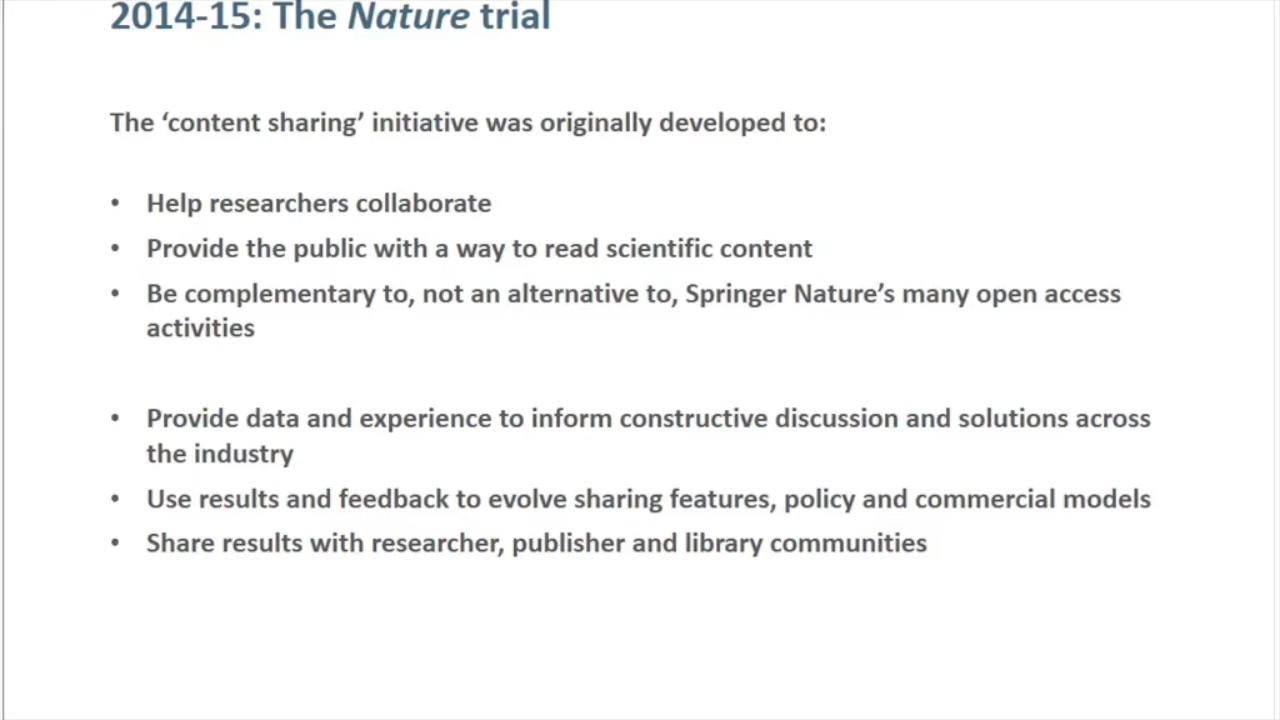 2014-15: The Nature trial
The ‘content sharing’ initiative was originally developed to:
• Help researchers collaborate
• Provide the public with a way to read scientific content
• Be complementary to, not an alternative to, Springer Nature’s many open access
activities
• Provide data and experience to inform constructive discussion and solutions across
the industry
• Use results and feedback to evolve sharing features, policy and commercial models
• Share results with researcher, publisher and library communities